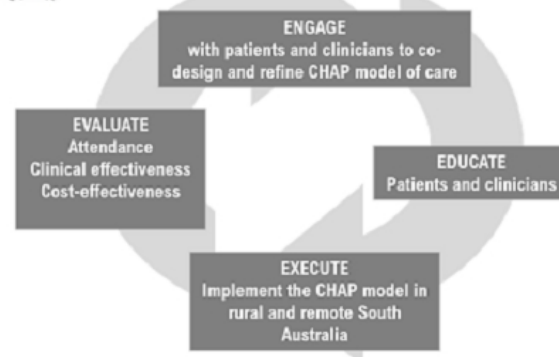 ENGAGE
with patients and clinicians to co-
design and refine CHAP model of care
EVALUATE
Attendance
Clinical effectiveness
Cost-effectiveness
EDUCATE
Patients and clinicians
EXECUTE
Implement the CHAP model in
rural and remote South
Australia